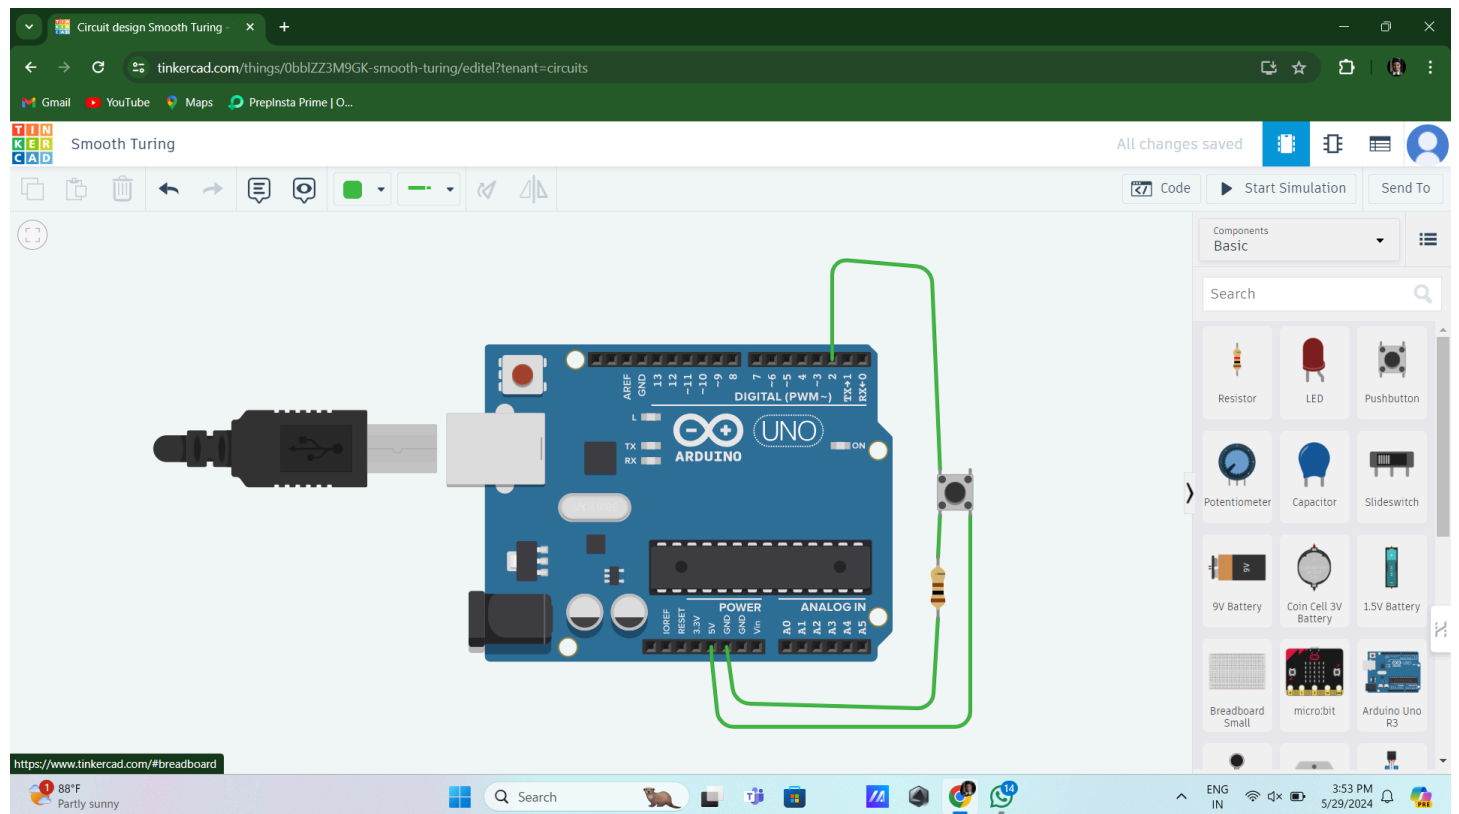 Circuit design Smooth Turing -
tinkercad.com/things/0bblZZ3M9GK-smooth-turing/editel?tenant=circuits
Gmail YouTube Maps PrepInsta Prime | O...
TIN
KER
CAD
Smooth Turing
All changes saved
Code
Start Simulation
Send To
Components
Basic
Search
Resistor LED Pushbutton
Potentiometer Capacitor Slideswitch
9V
9V Battery
Coin Cell 3V
Battery
1.5V Battery
Breadboard
Small
micro:bit
Arduino Uno
R3
AREF
GND
13
12
~11
~10
~9
8
7
~6
~5
4
~3
2
TX→1
RX←0
DIGITAL (PWM~)
L
TX
RX
UNO
ARDUINO
ON
POWER
ANALOG IN
IOREF
RESET
3.3V
5V
GND
GND
Vin
A0
A1
A2
A3
A4
A5
https://www.tinkercad.com/#breadboard
1
88°F
Partly sunny
Search
14
ENG
IN
3:53 PM
5/29/2024
PRE